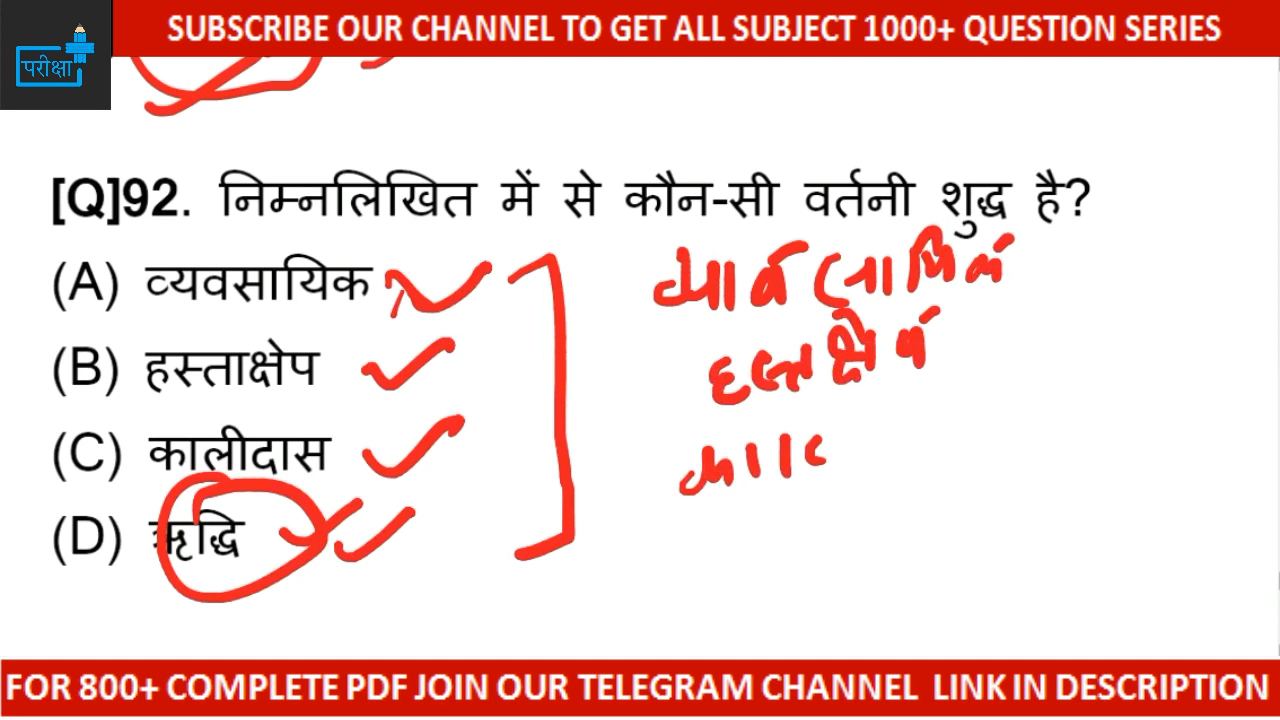 SUBSCRIBE OUR CHANNEL TO GET ALL SUBJECT 1000+ QUESTION SERIES
परीक्षा
[Q]92. निम्नलिखित में से कौन-सी वर्तनी शुद्ध है?
(A) व्यवसायिक
(B) हस्ताक्षेप
(C) कालीदास
(D) ऋद्धि
FOR 800+ COMPLETE PDF JOIN OUR TELEGRAM CHANNEL LINK IN DESCRIPTION